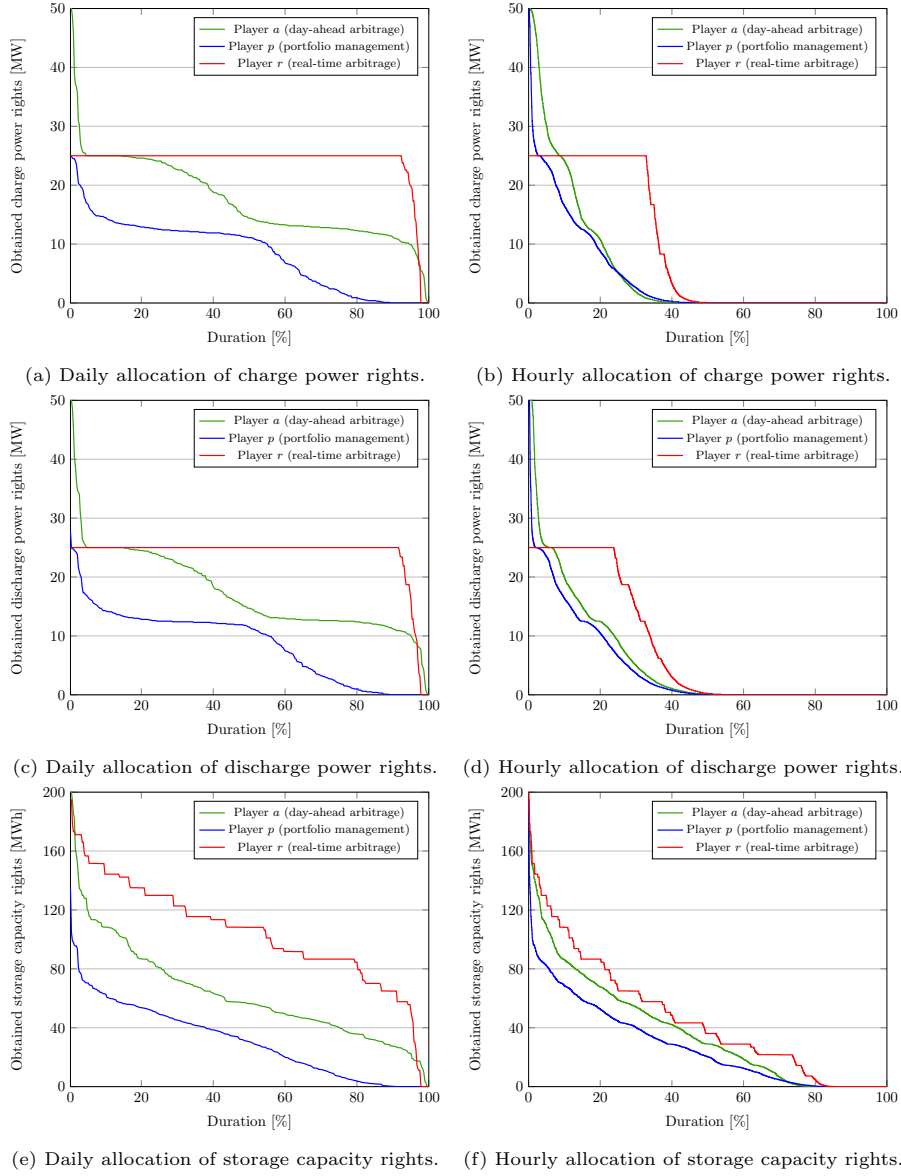 50
40
30
20
10
0
0 20 40 60 80 100
Obtained charge power rights [MW]
Duration [%]
Player a (day-ahead arbitrage)
Player p (portfolio management)
Player r (real-time arbitrage)
(a) Daily allocation of charge power rights.
50
40
30
20
10
0
0 20 40 60 80 100
Obtained charge power rights [MW]
Duration [%]
Player a (day-ahead arbitrage)
Player p (portfolio management)
Player r (real-time arbitrage)
(b) Hourly allocation of charge power rights.
50
40
30
20
10
0
0 20 40 60 80 100
Obtained discharge power rights [MW]
Duration [%]
Player a (day-ahead arbitrage)
Player p (portfolio management)
Player r (real-time arbitrage)
(c) Daily allocation of discharge power rights.
50
40
30
20
10
0
0 20 40 60 80 100
Obtained discharge power rights [MW]
Duration [%]
Player a (day-ahead arbitrage)
Player p (portfolio management)
Player r (real-time arbitrage)
(d) Hourly allocation of discharge power rights.
200
160
120
80
40
0
0 20 40 60 80 100
Obtained storage capacity rights [MWh]
Duration [%]
Player a (day-ahead arbitrage)
Player p (portfolio management)
Player r (real-time arbitrage)
(e) Daily allocation of storage capacity rights.
200
160
120
80
40
0
0 20 40 60 80 100
Obtained storage capacity rights [MWh]
Duration [%]
Player a (day-ahead arbitrage)
Player p (portfolio management)
Player r (real-time arbitrage)
(f) Hourly allocation of storage capacity rights.